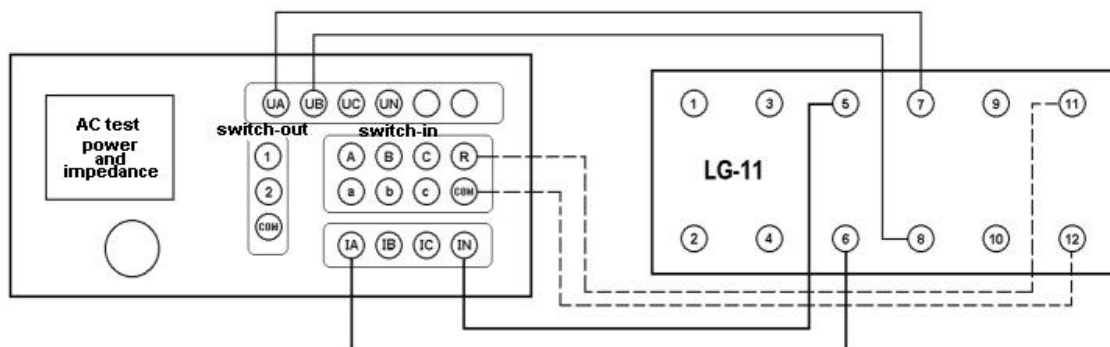 AC test
power
and
impedance
UA UB UC UN
switch-out switch-in
1
2
COM
A B C R
a b c COM
IA IB IC IN
1 3 5 7 9 11
LG-11
2 4 6 8 10 12